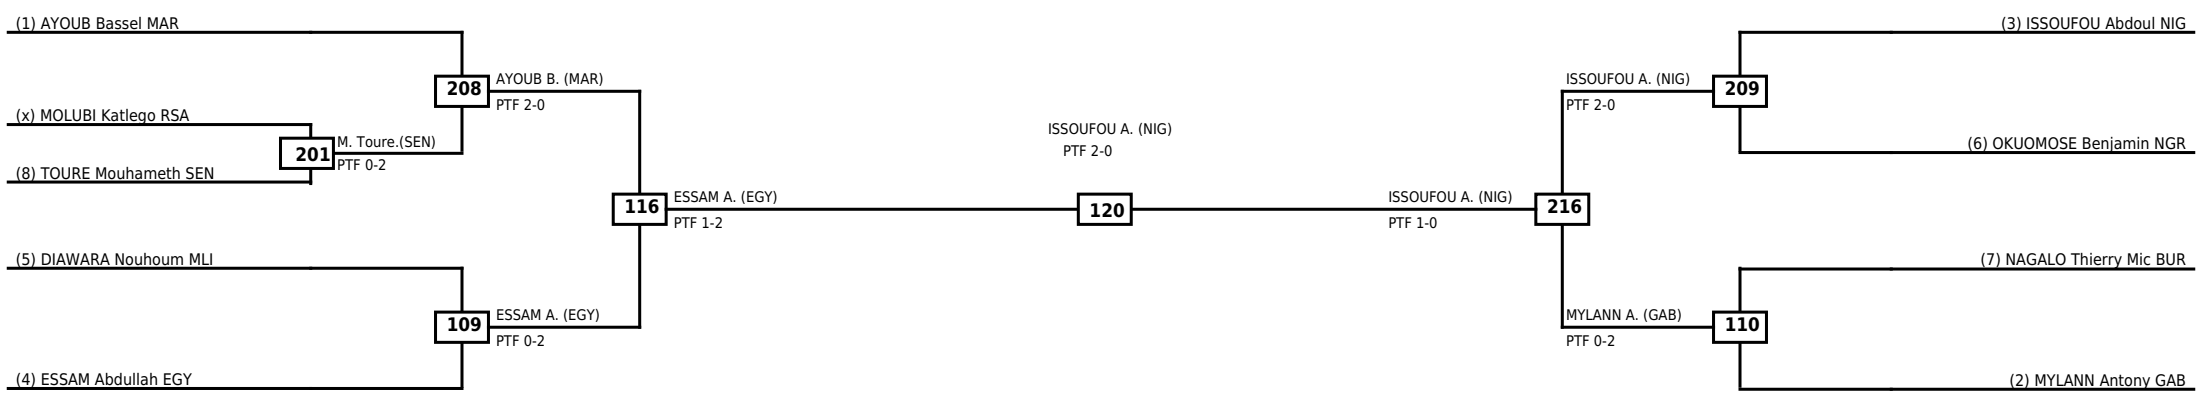 (1) AYOUB Bassel MAR
(3) ISSOUFOU Abdoul NIG
208
AYOUB B. (MAR)
PTF 2-0
ISSOUFOU A. (NIG)
PTF 2-0
209
(x) MOLUBI Katlego RSA
201
M. Toure.(SEN)
PTF 0-2
(8) TOURE Mouhameth SEN
ISSOUFOU A. (NIG)
PTF 2-0
(6) OKUOMOSE Benjamin NGR
116
ESSAM A. (EGY)
PTF 1-2
120
ISSOUFOU A. (NIG)
PTF 1-0
216
(5) DIAWARA Nouhoum MLI
(7) NAGALO Thierry Mic BUR
109
ESSAM A. (EGY)
PTF 0-2
MYLANN A. (GAB)
PTF 0-2
110
(4) ESSAM Abdullah EGY
(2) MYLANN Antony GAB